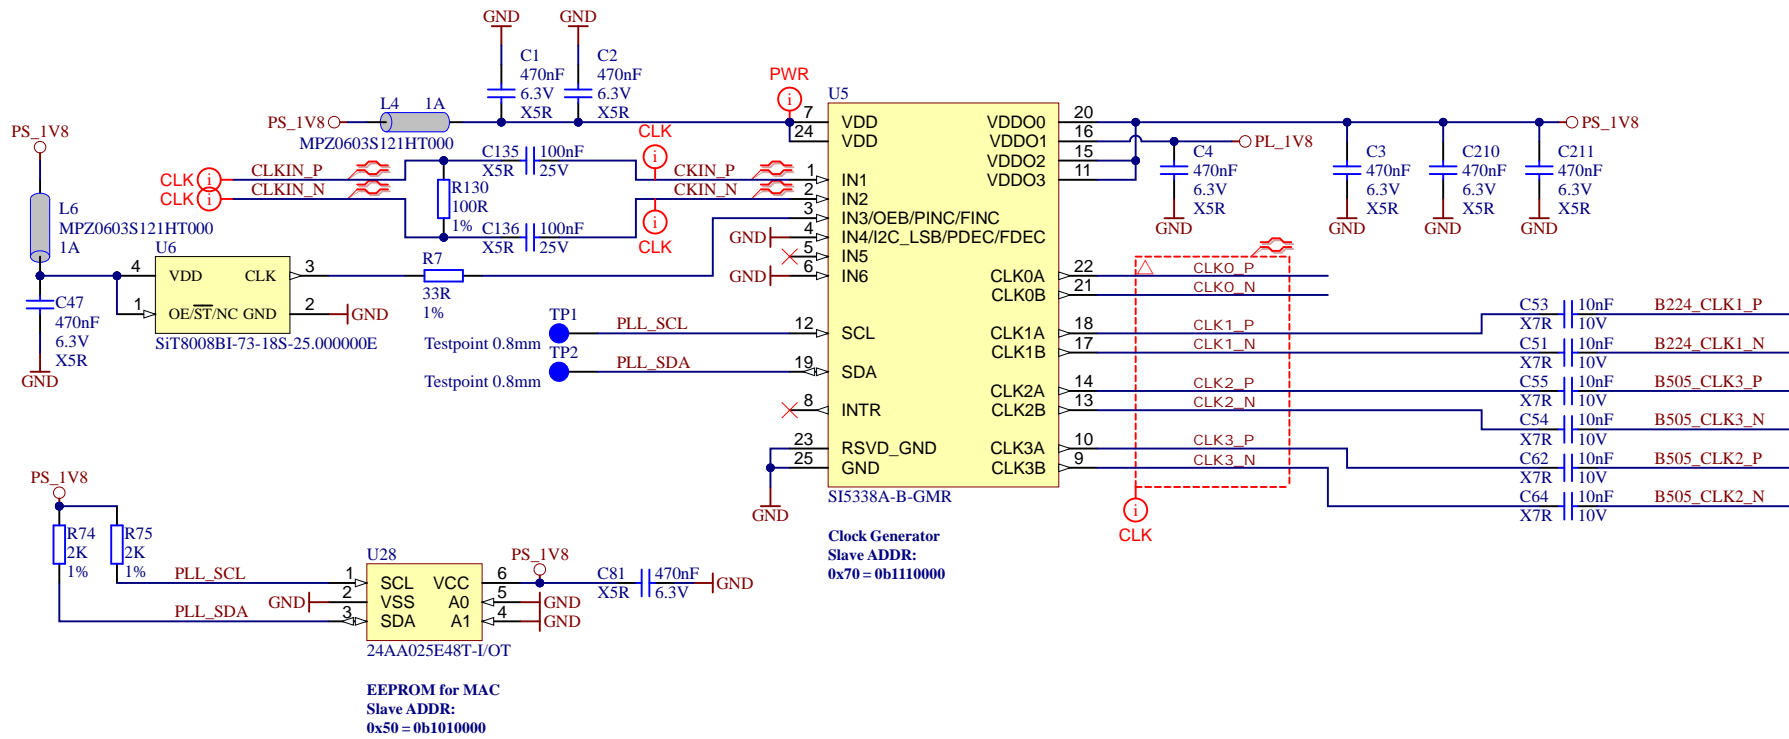 GND
GND
C1
470nF
6.3V
X5R
C2
470nF
6.3V
X5R
PWR
i
U5
L4
1A
PS_1V8
MPZ0603S121HT000
PS_1V8
7
VDD
24
VDD
VDDO0
20
VDDO1
16
VDDO2
15
VDDO3
11
PS_1V8
PL_1V8
C4
470nF
6.3V
X5R
GND
C3
470nF
6.3V
X5R
GND
C210
470nF
6.3V
X5R
GND
C211
470nF
6.3V
X5R
GND
CLK
i
CLK
i
CLK
i
CLKIN_P
CLKIN_N
C135
100nF
X5R
25V
R130
100R
1%
C136
100nF
X5R
25V
CLK
i
CKIN_P
CKIN_N
1
IN1
2
IN2
3
IN3/OEB/PINC/FINC
GND
4
IN4/I2C_LSB/PDEC/FDEC
5
IN5
GND
6
IN6
L6
MPZ0603S121HT000
1A
U6
4
VDD
CLK
3
1
OE/ST/NC
GND
2
GND
SiT8008BI-73-18S-25.000000E
C47
470nF
6.3V
X5R
GND
R7
33R
1%
TP1
Testpoint 0.8mm
PLL_SCL
12
SCL
TP2
Testpoint 0.8mm
PLL_SDA
19
SDA
8
INTR
23
RSVD_GND
25
GND
GND
SI5338A-B-GMR
CLK0A
22
CLK0_P
CLK0B
21
CLK0_N
CLK1A
18
CLK1_P
CLK1B
17
CLK1_N
CLK2A
14
CLK2_P
CLK2B
13
CLK2_N
CLK3A
10
CLK3_P
CLK3B
9
CLK3_N
i
CLK
C53
10nF
B224_CLK1_P
X7R
10V
C51
10nF
B224_CLK1_N
X7R
10V
C55
10nF
B505_CLK3_P
X7R
10V
C54
10nF
B505_CLK3_N
X7R
10V
C62
10nF
B505_CLK2_P
X7R
10V
C64
10nF
B505_CLK2_N
X7R
10V
Clock Generator
Slave ADDR:
0x70 = 0b1110000
PS_1V8
R74
2K
1%
R75
2K
1%
PLL_SCL
GND
PLL_SDA
U28
1
SCL
VCC
6
2
VSS
A0
5
GND
3
SDA
A1
4
GND
24AA025E48T-I/OT
PS_1V8
C81
470nF
X5R
6.3V
GND
EEPROM for MAC
Slave ADDR:
0x50 = 0b1010000